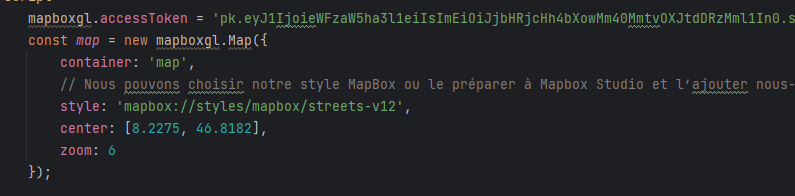 mapboxgl.accessToken = 'pk.eyJ1IjoieWFzaW5ha3l1eiIsImEiOiJjbHRjcHh4bXowMm40MmtvOXJtdDRzMml1In0.s
const map = new mapboxgl.Map({
container: 'map',
// Nous pouvons choisir notre style MapBox ou le préparer à Mapbox Studio et l’ajouter nous-
style: 'mapbox://styles/mapbox/streets-v12',
center: [8.2275, 46.8182],
zoom: 6
});